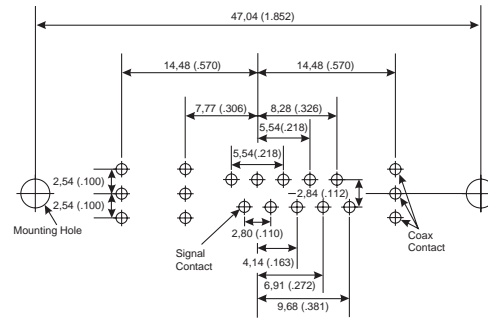 47,04 (1.852)
14,48 (.570)
14,48 (.570)
7,77 (.306)
8,28 (.326)
5,54(.218)
5,54(.218)
2,54 (.100)
2,84 (.112)
2,54 (.100)
Mounting Hole
Signal
Contact
2,80 (.110)
Coax
Contact
4,14 (.163)
6,91 (.272)
9,68 (.381)